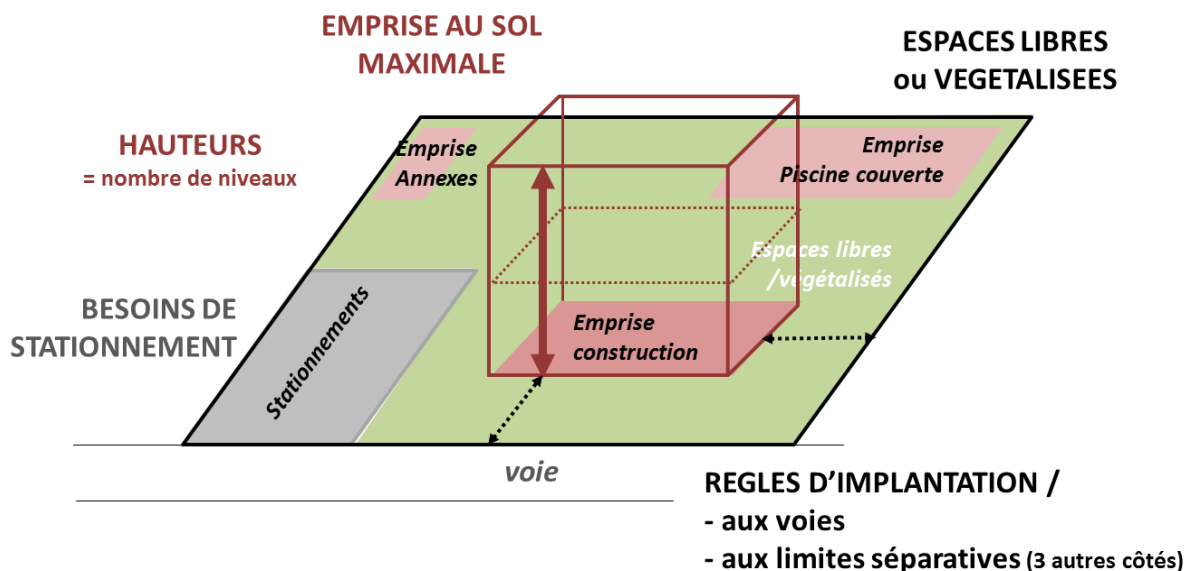 EMPRISE AU SOL
MAXIMALE
ESPACES LIBRES
ou VEGETALISEES
HAUTEURS
= nombre de niveaux
Emprise
Annexes
Emprise
Piscine couverte
Espaces libres
/végétalisés
BESOINS DE
STATIONNEMENT
Stationnements
Emprise
construction
voie
REGLES D’IMPLANTATION /
- aux voies
- aux limites séparatives (3 autres côtés)